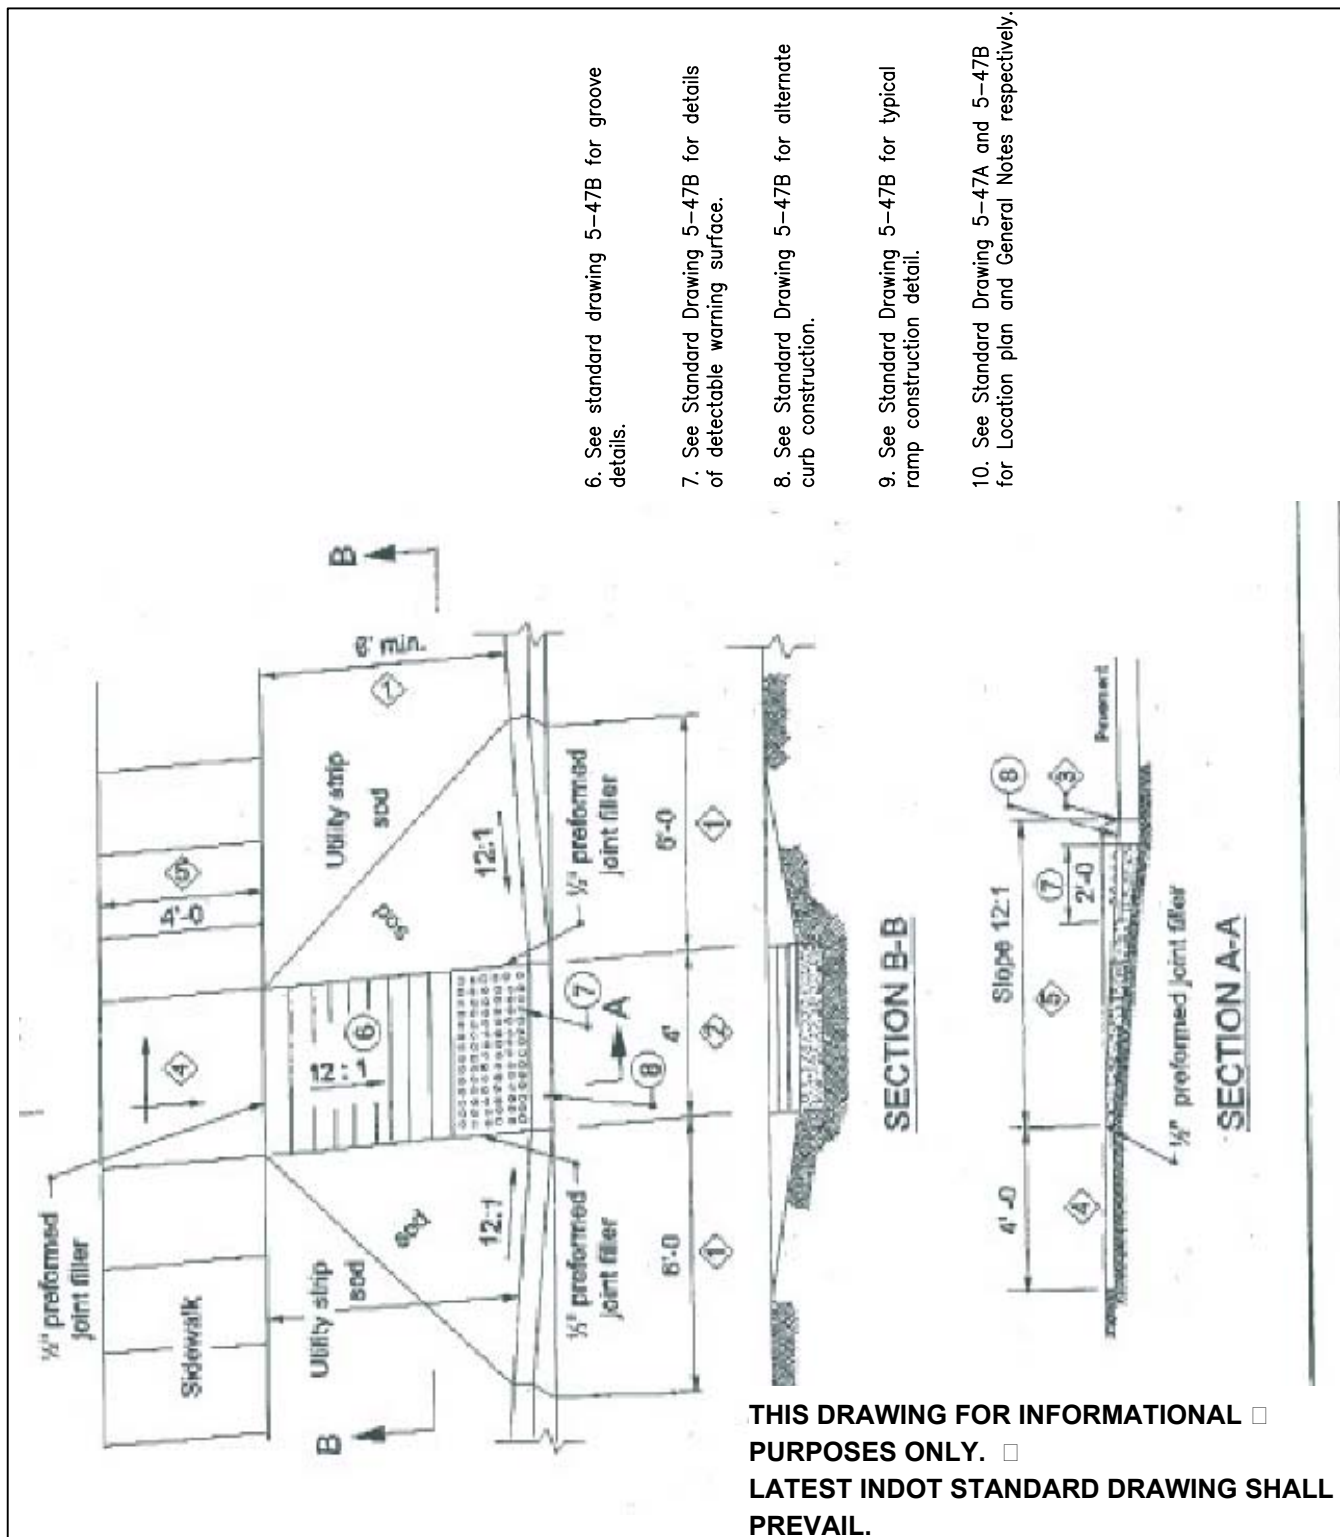 6. See standard drawing 5-47B for groove
details.
7. See Standard Drawing 5-47B for details
of detectable warning surface.
8. See Standard Drawing 5-47B for alternate
curb construction.
9. See Standard Drawing 5-47B for typical
ramp construction detail.
10. See Standard Drawing 5-47A and 5-47B
for Location plan and General Notes respectively.
½" preformed
joint filler
Sidewalk
4
4'-0
5
Utility strip
sod
Utility strip
sod
sod
6' min.
B
B
12:1
6
12:1
12:1
½" preformed
joint filler
½" preformed
joint filler
7
8
A
6'-0
4'
6'-0
1
2
1
SECTION B-B
4'-0
4
Slope 12:1
5
7
2'-0
8
3
Pavement
½" preformed joint filler
SECTION A-A
THIS DRAWING FOR INFORMATIONAL
PURPOSES ONLY.
LATEST INDOT STANDARD DRAWING SHALL
PREVAIL.